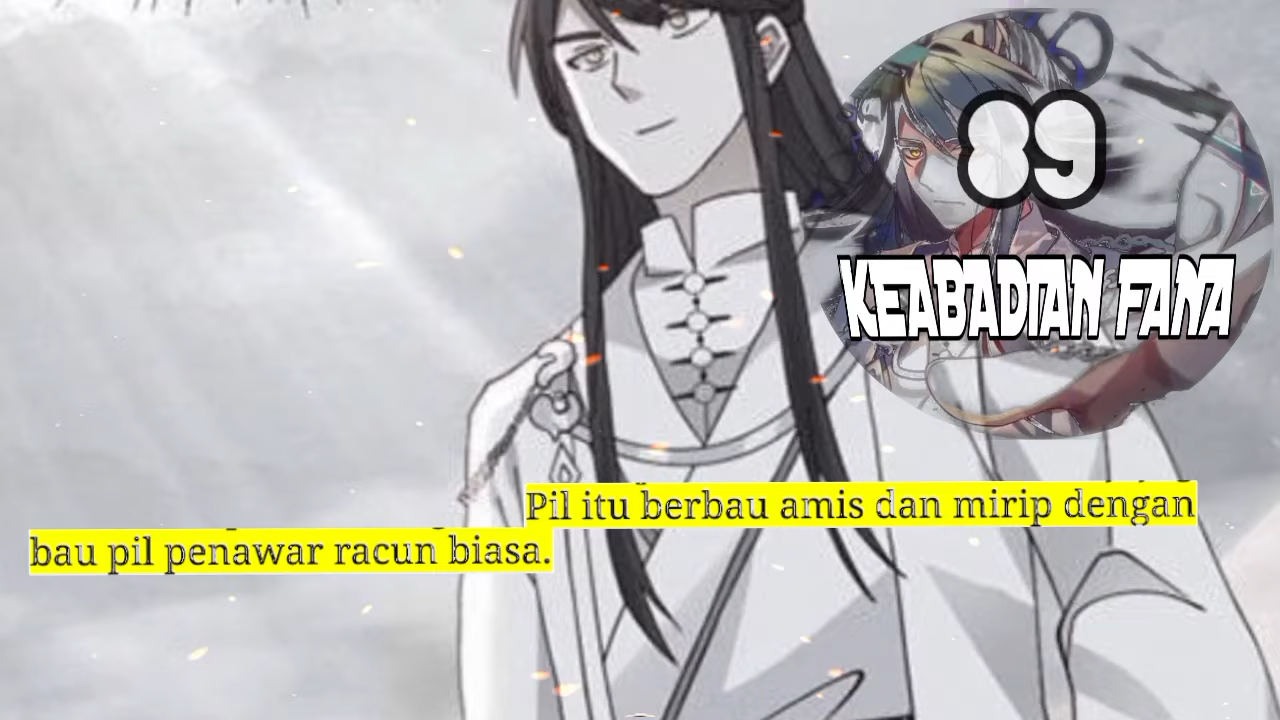 89
KEABADIAN FANA
Pil itu berbau amis dan mirip dengan
bau pil penawar racun biasa.